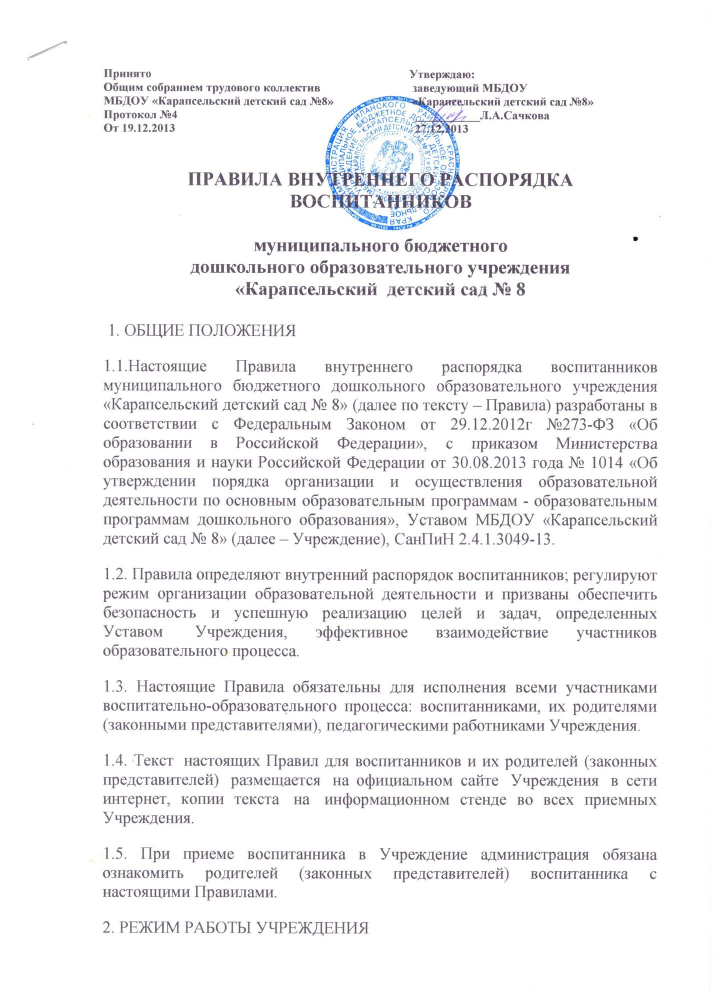 Принято
Утверждаю:
Общим собранием трудового коллектив
заведующий МБДОУ
МБДОУ «Карапсельский детский сад №8»
«Карапсельский детский сад №8»
Протокол №4
___________Л.А.Сачкова
От 19.12.2013
27.12.2013
ПРАВИЛА ВНУТРЕННЕГО РАСПОРЯДКА
ВОСПИТАННИКОВ
муниципального бюджетного
дошкольного образовательного учреждения
«Карапсельский детский сад № 8
1. ОБЩИЕ ПОЛОЖЕНИЯ
1.1.Настоящие Правила внутреннего распорядка воспитанников
муниципального бюджетного дошкольного образовательного учреждения
«Карапсельский детский сад № 8» (далее по тексту – Правила) разработаны в
соответствии с Федеральным Законом от 29.12.2012г №273-ФЗ «Об
образовании в Российской Федерации», с приказом Министерства
образования и науки Российской Федерации от 30.08.2013 года № 1014 «Об
утверждении порядка организации и осуществления образовательной
деятельности по основным образовательным программам - образовательным
программам дошкольного образования», Уставом МБДОУ «Карапсельский
детский сад № 8» (далее – Учреждение), СанПиН 2.4.1.3049-13.
1.2. Правила определяют внутренний распорядок воспитанников; регулируют
режим организации образовательной деятельности и призваны обеспечить
безопасность и успешную реализацию целей и задач, определенных
Уставом Учреждения, эффективное взаимодействие участников
образовательного процесса.
1.3. Настоящие Правила обязательны для исполнения всеми участниками
воспитательно-образовательного процесса: воспитанниками, их родителями
(законными представителями), педагогическими работниками Учреждения.
1.4. Текст настоящих Правил для воспитанников и их родителей (законных
представителей) размещается на официальном сайте Учреждения в сети
интернет, копии текста на информационном стенде во всех приемных
Учреждения.
1.5. При приеме воспитанника в Учреждение администрация обязана
ознакомить родителей (законных представителей) воспитанника с
настоящими Правилами.
2. РЕЖИМ РАБОТЫ УЧРЕЖДЕНИЯ